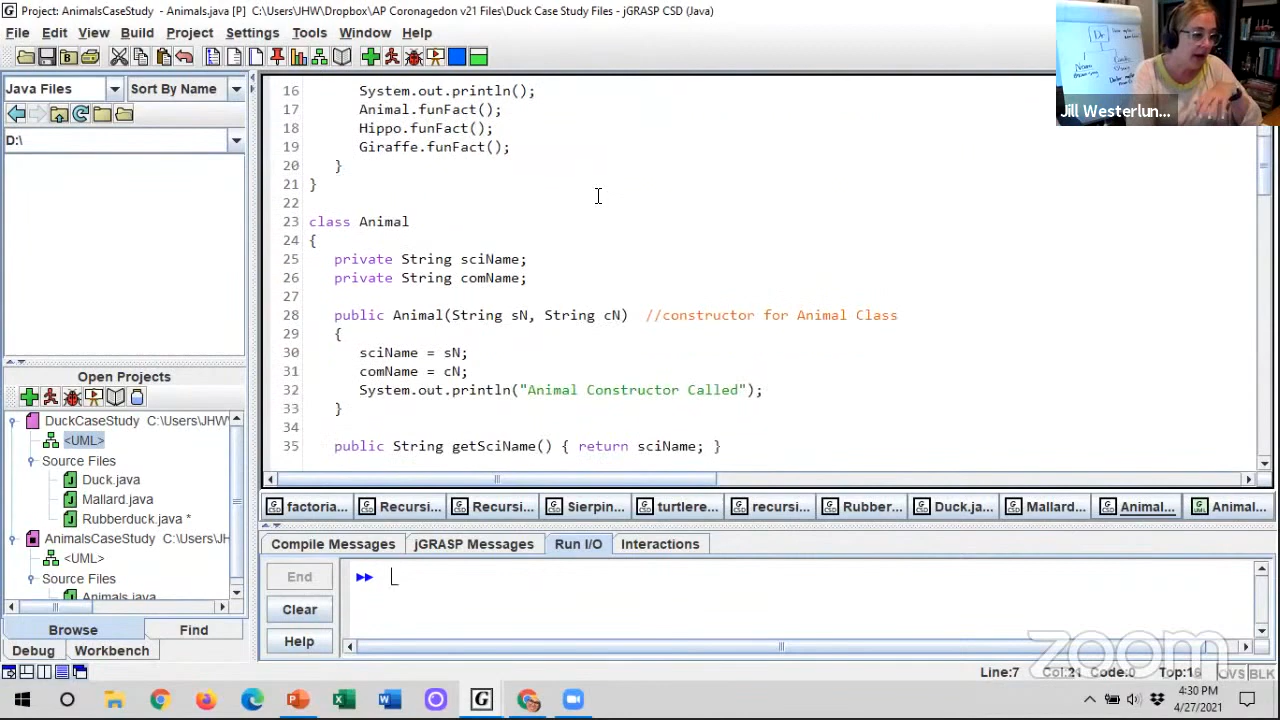 Project: AnimalsCaseStudy - Animals.java [P]  C:\Users\JHW\Dropbox\AP Coronagedon v21 Files\Duck Case Study Files - jGRASP CSD (Java)
File Edit View Build Project Settings Tools Window Help
Java Files Sort By Name
D:\
16 System.out.println();
17 Animal.funFact();
18 Hippo.funFact();
19 Giraffe.funFact();
20 }
21 }
22
23 class Animal
24 {
25 private String sciName;
26 private String comName;
27
28 public Animal(String sN, String cN) //constructor for Animal Class
29 {
30 sciName = sN;
31 comName = cN;
32 System.out.println("Animal Constructor Called");
33 }
34
35 public String getSciName() { return sciName; }
Jill Westerlun...
Open Projects
DuckCaseStudy C:\Users\JHW
<UML>
Source Files
Duck.java
Mallard.java
Rubberduck.java *
AnimalsCaseStudy C:\Users\JH
<UML>
Source Files
Animals.java
Browse Find
Debug Workbench
factoria... Recursi... Recursi... Sierpin... turtlere... recursi... Rubber... Duck.ja... Mallard... Animal... Animal...
Compile Messages jGRASP Messages Run I/O Interactions
End
Clear
Help
zoom
Line:7 Col:21 Code:0 Top:16 OVS BLK
4:30 PM
4/27/2021